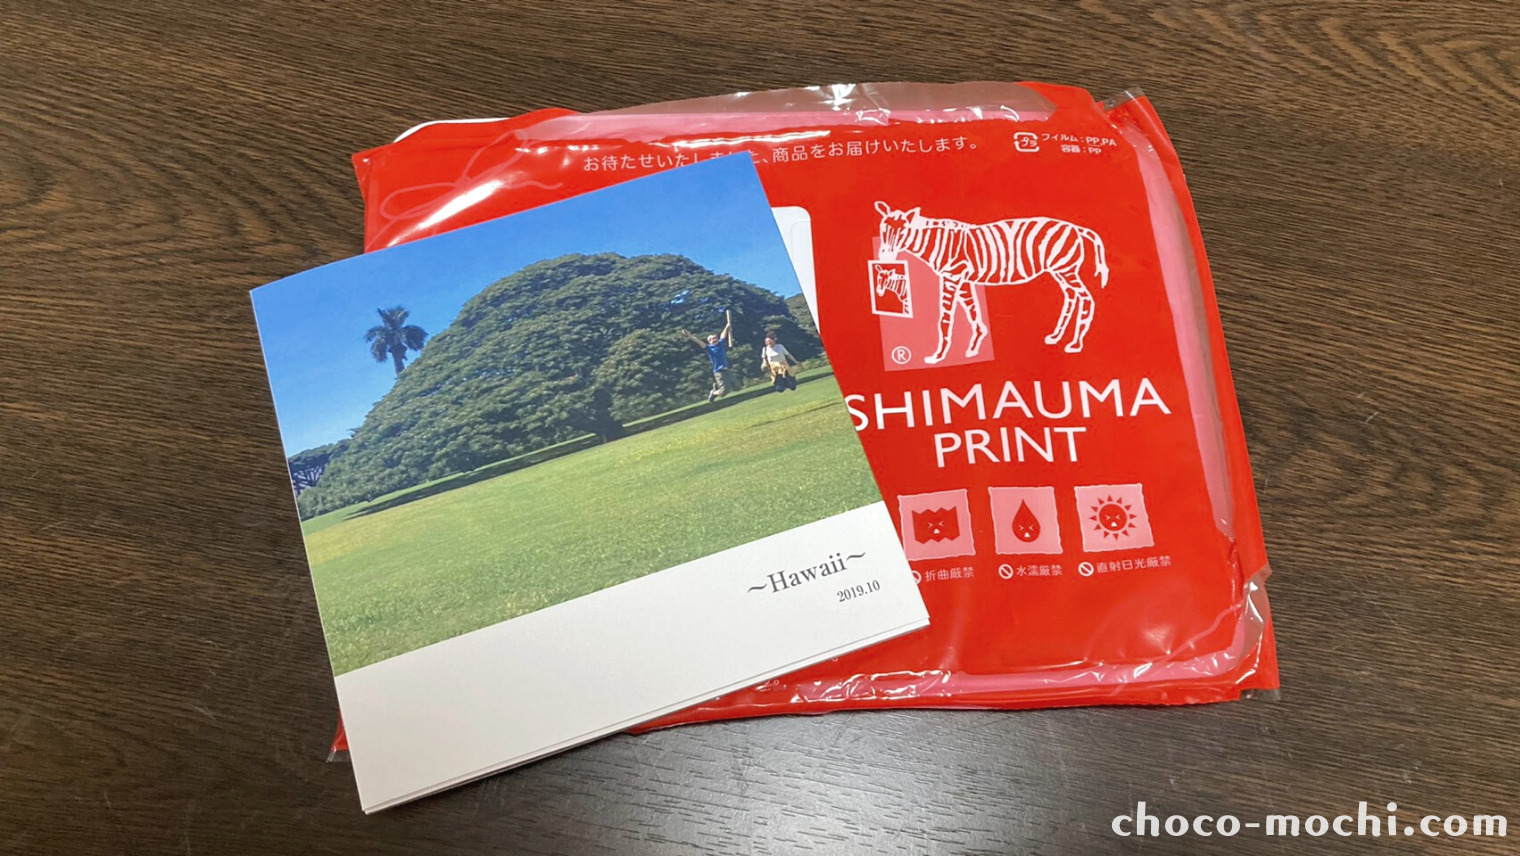 お待たせいたしました、商品をお届けいたします。
プラ
フィルム：PP,PA
容器：PP
®
SHIMAUMA
PRINT
折曲厳禁
水濡厳禁
直射日光厳禁
～Hawaii～
2019.10
choco-mochi.com